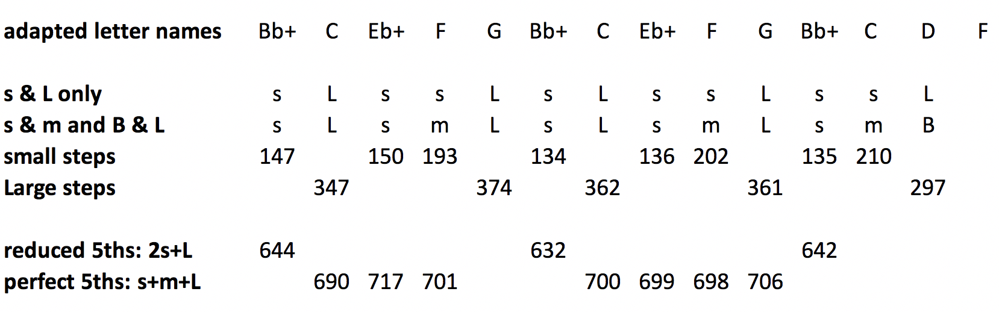 adapted letter names Bb+ C Eb+ F G Bb+ C Eb+ F G Bb+ C D F
s & L only s L s s L s L s s L s s L
s & m and B & L s L s m L s L s m L s m B
small steps 147 150 193 134 136 202 135 210
Large steps 347 374 362 361 297
reduced 5ths: 2s+L 644 632 642
perfect 5ths: s+m+L 690 717 701 700 699 698 706